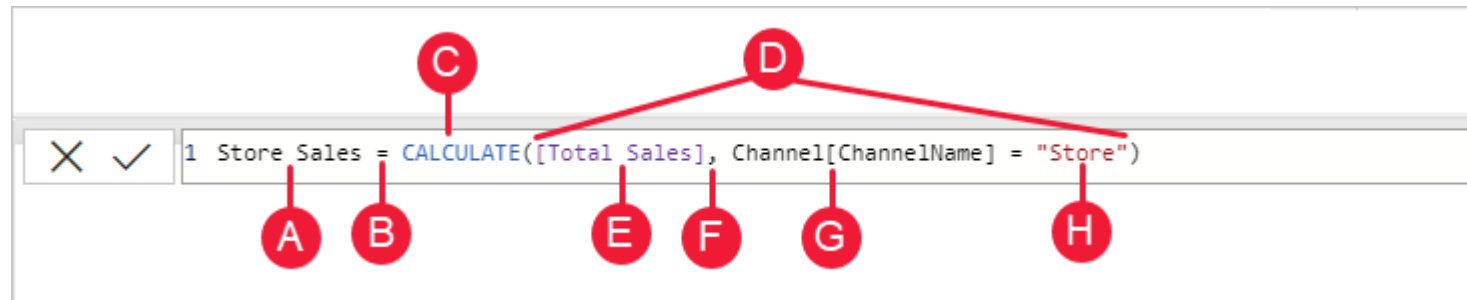 C D
1 Store Sales = CALCULATE([Total Sales], Channel[ChannelName] = "Store")
A B E F G H